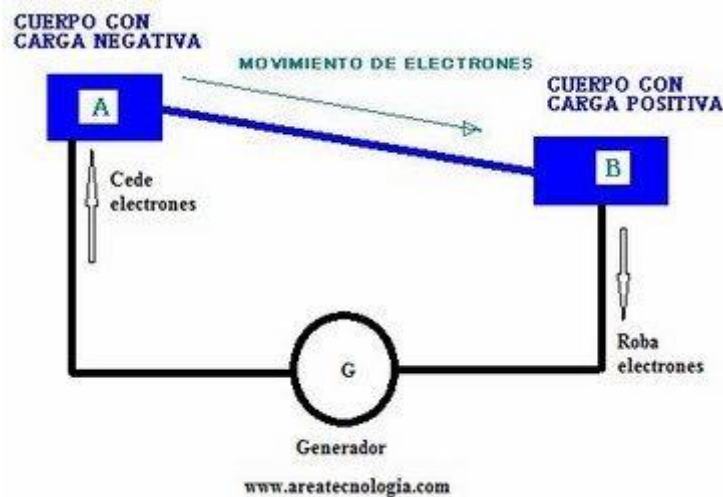 CUERPO CON
CARGA NEGATIVA
MOVIMIENTO DE ELECTRONES
CUERPO CON
CARGA POSITIVA
A
B
Cede
electrones
Roba
electrones
G
Generador
www.areatecnologia.com